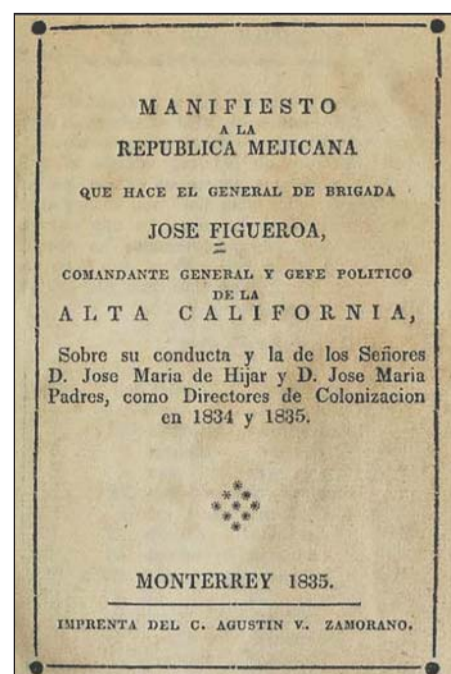 MANIFIESTO
A LA
REPUBLICA MEJICANA
QUE HACE EL GENERAL DE BRIGADA
JOSE FIGUEROA,
COMANDANTE GENERAL Y GEFE POLITICO
DE LA
ALTA CALIFORNIA,
Sobre su conducta y la de los Señores
D. Jose Maria de Hijar y D. Jose Maria
Padres, como Directores de Colonizacion
en 1834 y 1835.
MONTERREY 1835.
IMPRENTA DEL C. AGUSTIN V. ZAMORANO.